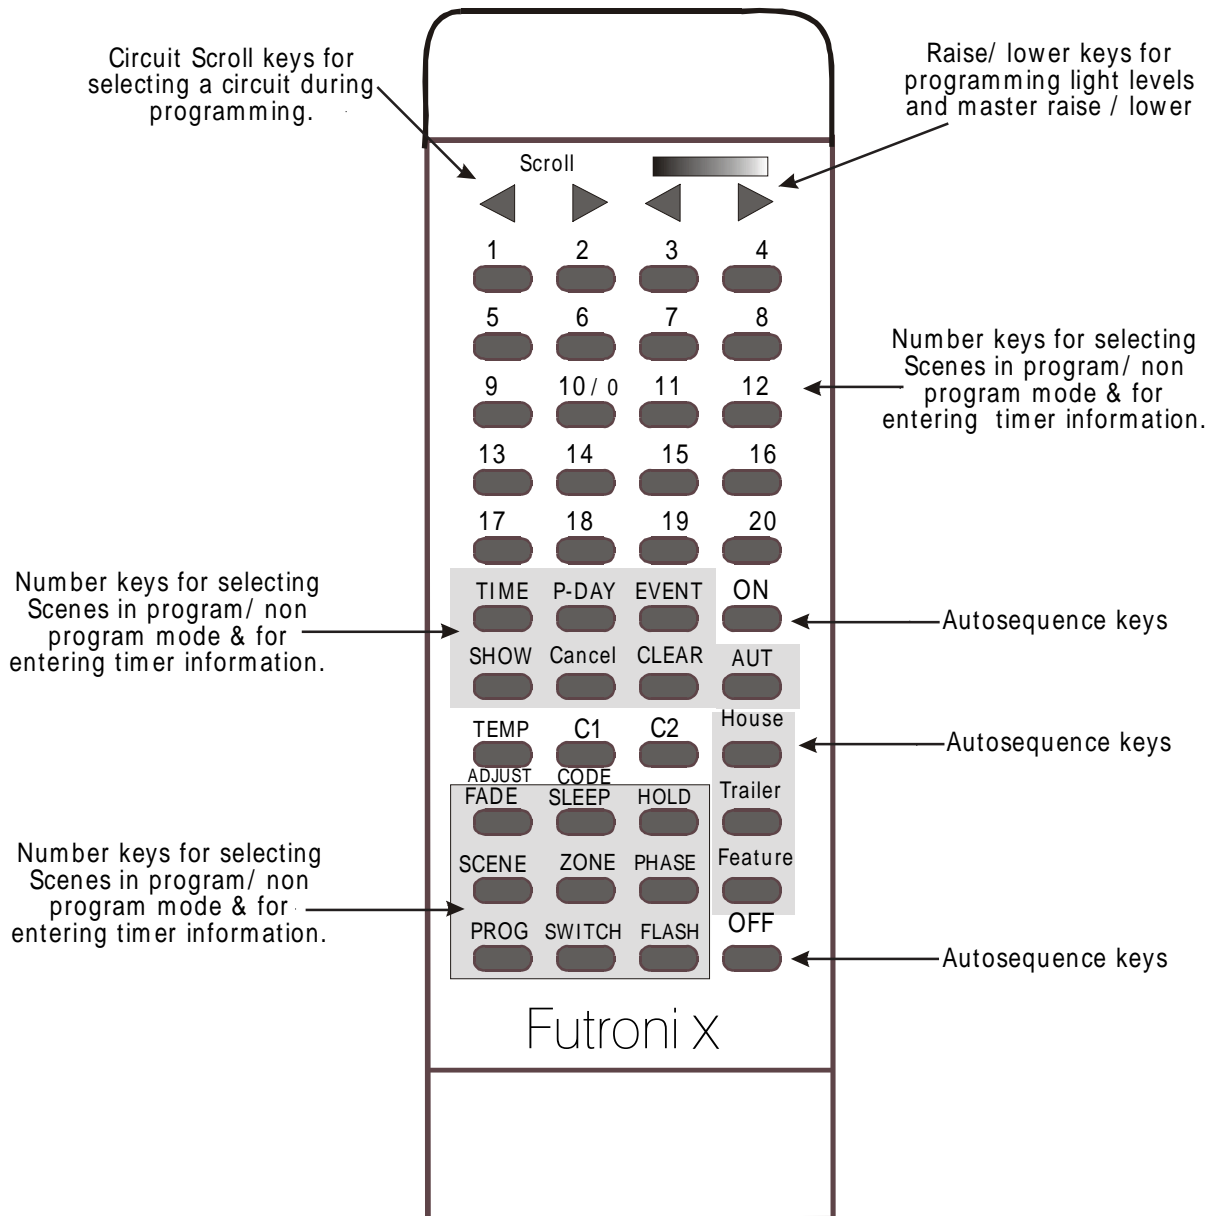 Circuit Scroll keys for
selecting a circuit during
programming.
Raise/ lower keys for
programming light levels
and master raise / lower
Scroll
1 2 3 4
5 6 7 8
9 10 / 0 11 12
Number keys for selecting
Scenes in program/ non
program mode & for
entering timer information.
13 14 15 16
17 18 19 20
Number keys for selecting
Scenes in program/ non
program mode & for
entering timer information.
TIME P-DAY EVENT ON
Autosequence keys
SHOW Cancel CLEAR AUT
TEMP C1 C2 House
Autosequence keys
ADJUST CODE
FADE SLEEP HOLD Trailer
Number keys for selecting
Scenes in program/ non
program mode & for
entering timer information.
SCENE ZONE PHASE Feature
PROG SWITCH FLASH OFF
Autosequence keys
Futronix